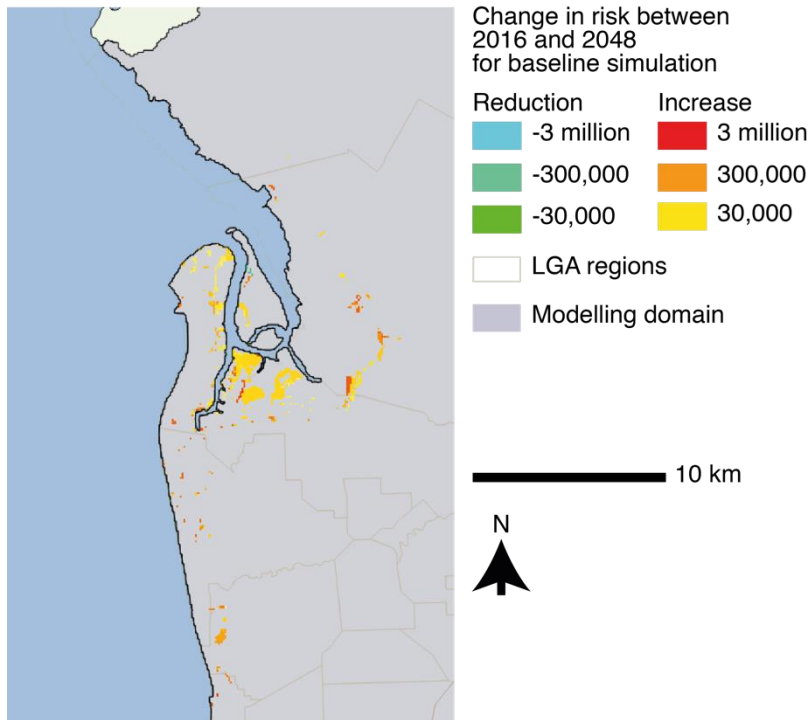 Change in risk between
2016 and 2048
for baseline simulation
Reduction Increase
-3 million 3 million
-300,000 300,000
-30,000 30,000
LGA regions
Modelling domain
10 km
N